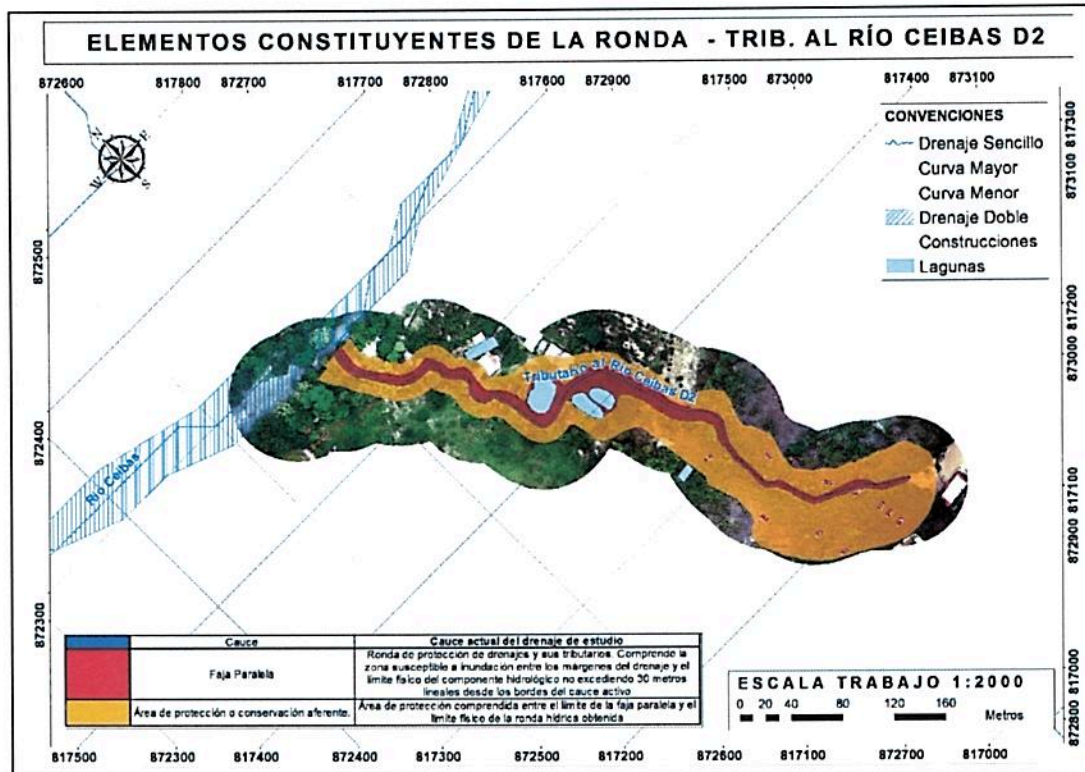 ELEMENTOS CONSTITUYENTES DE LA RONDA - TRIB. AL RÍO CEIBAS D2
872600 817800 872700 817700 872800 817600 872900 817500 873000 817400 873100
N
E
W
S
CONVENCIONES
Drenaje Sencillo
Curva Mayor
Curva Menor
Drenaje Doble
Construcciones
Lagunas
817300
873100
817200
873000
817100
872900
817000
872800
872500
872400
872300
Río Ceibas
Tributario al Río Ceibas D2
Cauce
Cauce actual del drenaje de estudio
Faja Paralela
Ronda de protección de drenajes y sus tributarios. Comprende la
zona susceptible a inundación entre los márgenes del drenaje y el
límite físico del componente hidrológico no excediendo 30 metros
lineales desde los bordes del cauce activo
Área de protección o conservación aferente.
Área de protección comprendida entre el límite de la faja paralela y el
límite físico de la ronda hídrica obtenida
ESCALA TRABAJO 1:2000
0 20 40 80 120 160
Metros
817500 872300 817400 872400 817300 872500 817200 872600 817100 872700 817000